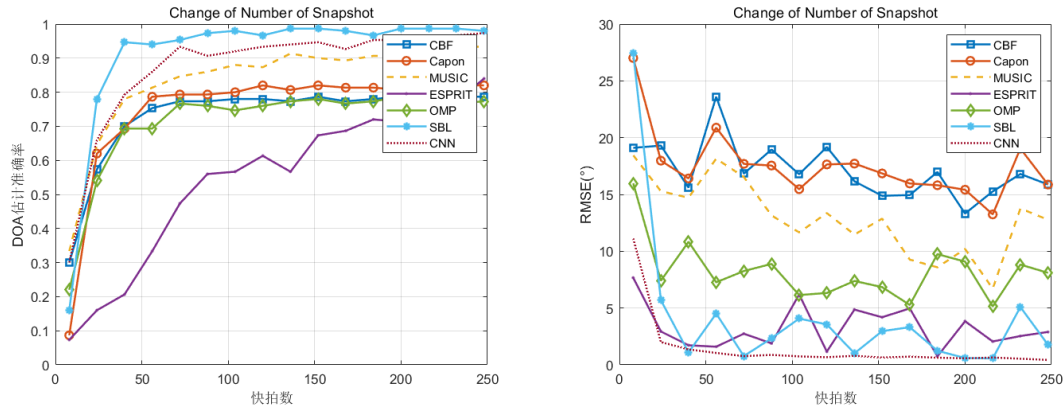 Change of Number of Snapshot
1
0.9
0.8
0.7
0.6
0.5
0.4
0.3
0.2
0.1
0
DOA估计准确率
CBF
Capon
MUSIC
ESPRIT
OMP
SBL
CNN
0 50 100 150 200 250
快拍数
Change of Number of Snapshot
30
25
20
15
10
5
0
RMSE(°)
CBF
Capon
MUSIC
ESPRIT
OMP
SBL
CNN
0 50 100 150 200 250
快拍数